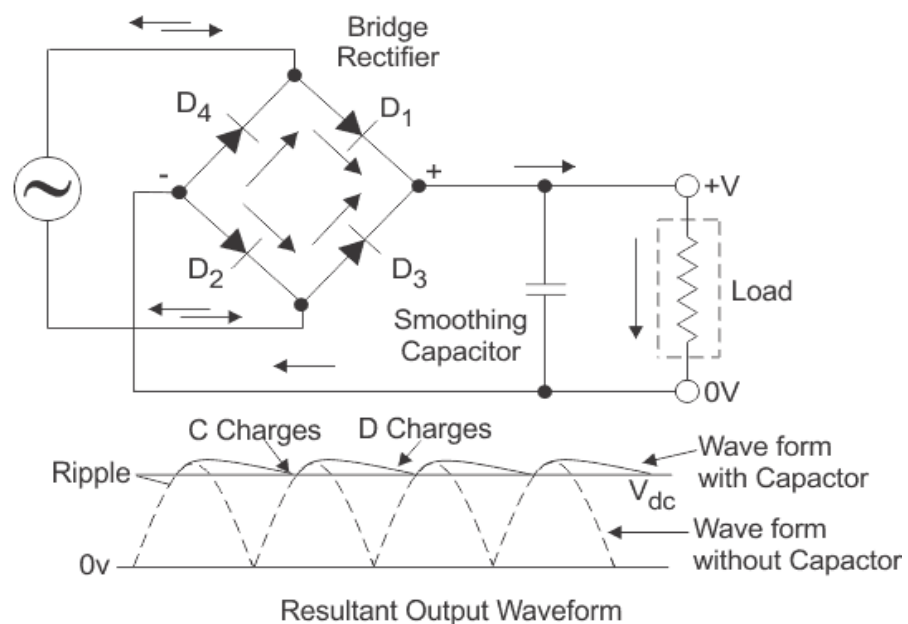 Bridge
Rectifier
D4
D1
-
+
+V
D2
D3
Load
Smoothing
Capacitor
0V
C Charges
D Charges
Wave form
with Capactor
Ripple
Vdc
Wave form
without Capactor
0v
Resultant Output Waveform